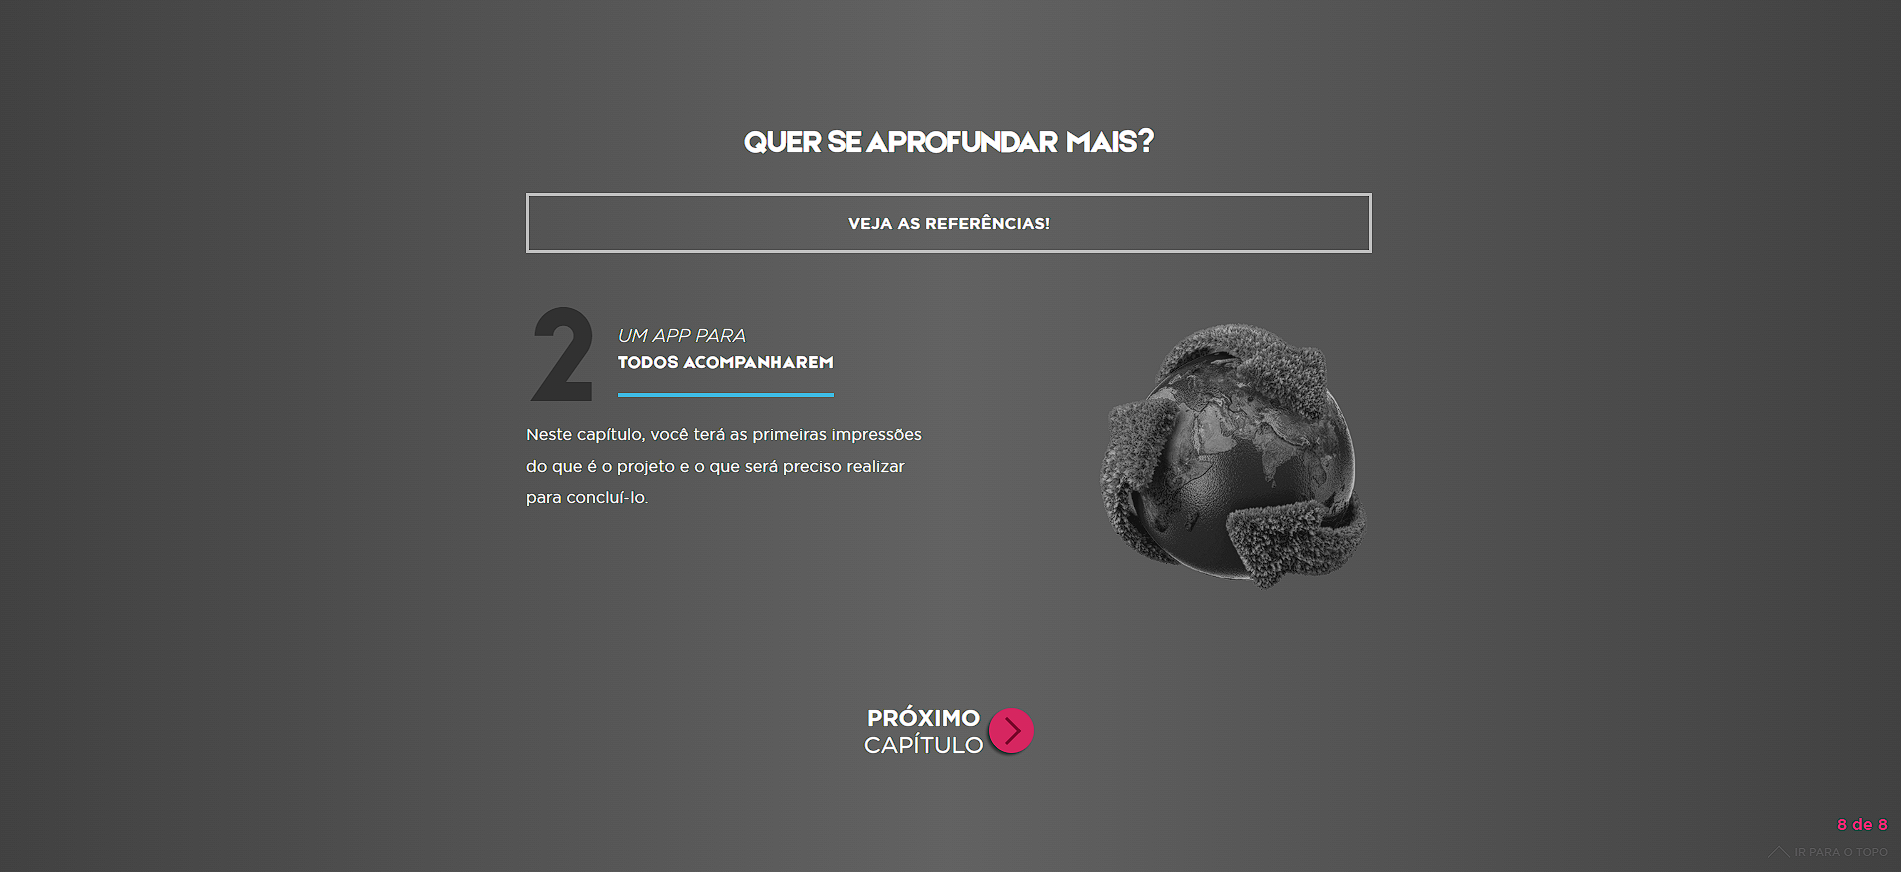 QUER SE APROFUNDAR MAIS?
VEJA AS REFERÊNCIAS!
2
UM APP PARA
TODOS ACOMPANHAREM
Neste capítulo, você terá as primeiras impressões
do que é o projeto e o que será preciso realizar
para concluí-lo.
PRÓXIMO
CAPÍTULO
8 de 8
IR PARA O TOPO